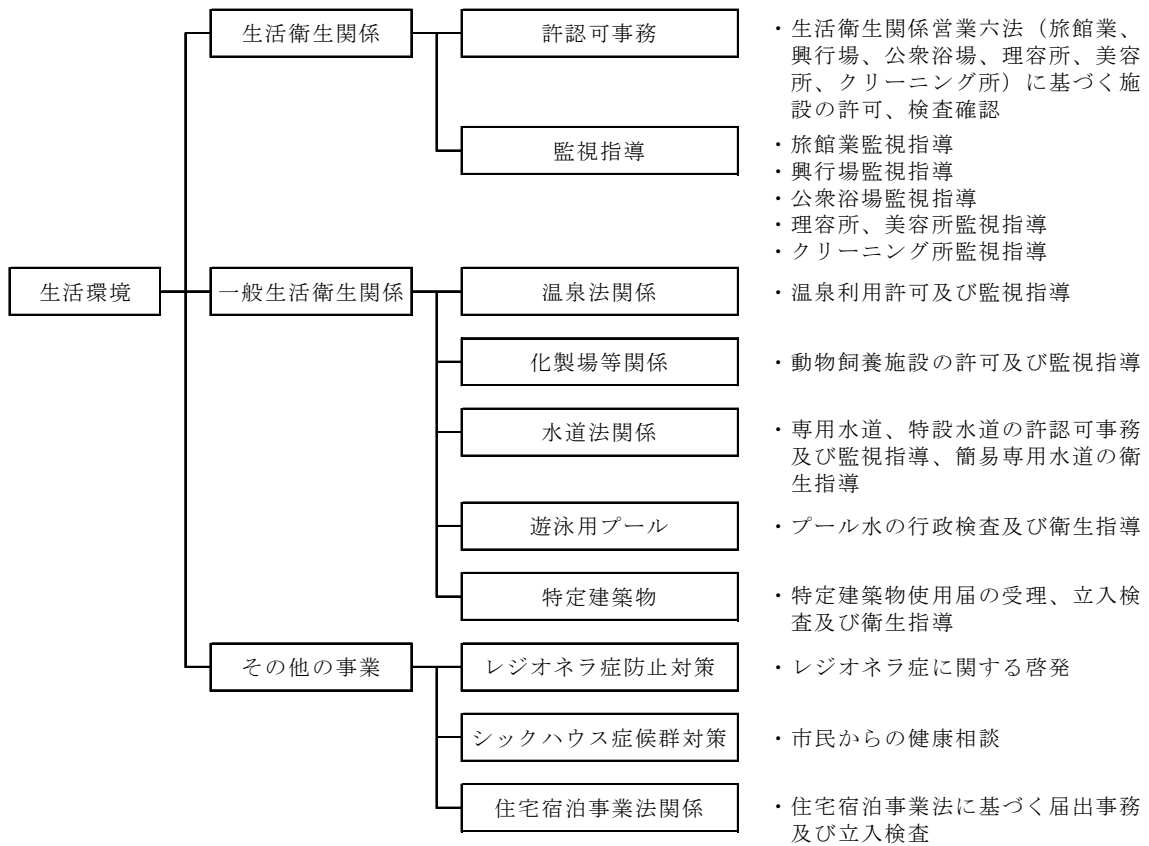 生活衛生関係
許認可事務
・生活衛生関係営業六法（旅館業、
興行場、公衆浴場、理容所、美容
所、クリーニング所）に基づく施
設の許可、検査確認
監視指導
・旅館業監視指導
・興行場監視指導
・公衆浴場監視指導
・理容所、美容所監視指導
・クリーニング所監視指導
生活環境
一般生活衛生関係
温泉法関係
・温泉利用許可及び監視指導
化製場等関係
・動物飼養施設の許可及び監視指導
水道法関係
・専用水道、特設水道の許認可事務
及び監視指導、簡易専用水道の衛
生指導
遊泳用プール
・プール水の行政検査及び衛生指導
特定建築物
・特定建築物使用届の受理、立入検
査及び衛生指導
その他の事業
レジオネラ症防止対策
・レジオネラ症に関する啓発
シックハウス症候群対策
・市民からの健康相談
住宅宿泊事業法関係
・住宅宿泊事業法に基づく届出事務
及び立入検査